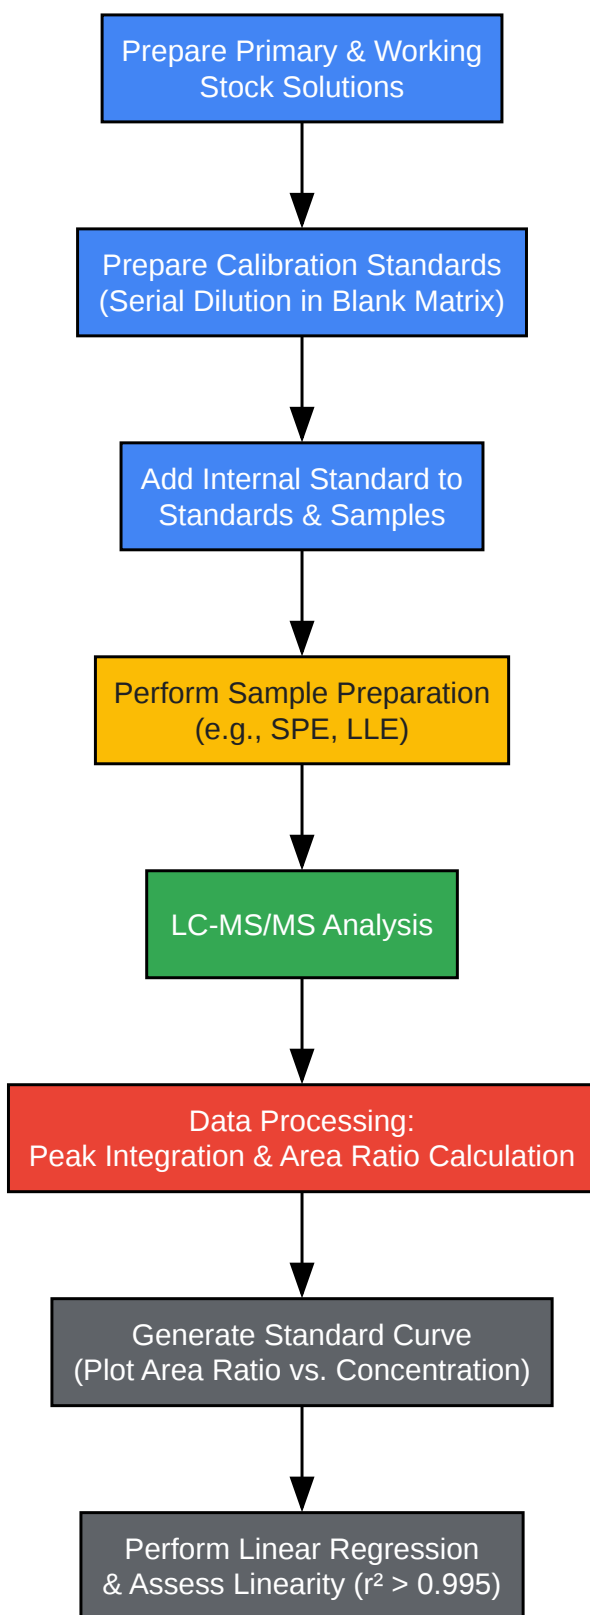 Prepare Primary & Working
Stock Solutions
Prepare Calibration Standards
(Serial Dilution in Blank Matrix)
Add Internal Standard to
Standards & Samples
Perform Sample Preparation
(e.g., SPE, LLE)
LC-MS/MS Analysis
Data Processing:
Peak Integration & Area Ratio Calculation
Generate Standard Curve
(Plot Area Ratio vs. Concentration)
Perform Linear Regression
& Assess Linearity (r² > 0.995)